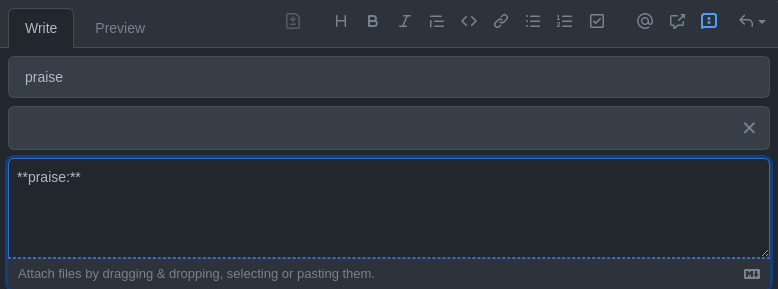 Write
Preview
praise
**praise:**
Attach files by dragging & dropping, selecting or pasting them.